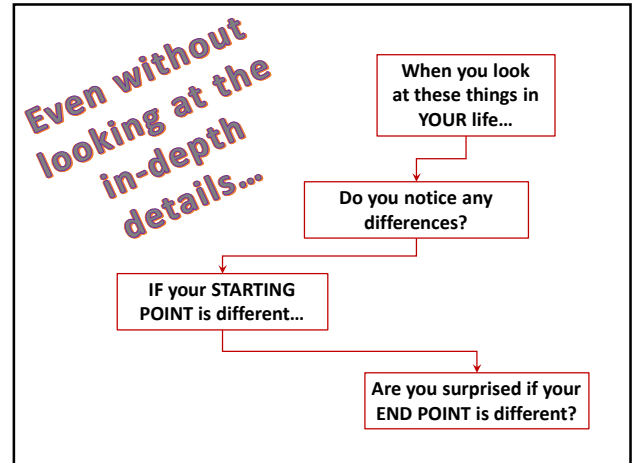 Even without
looking at the
in-depth
details…
When you look
at these things in
YOUR life…
Do you notice any
differences?
IF your STARTING
POINT is different…
Are you surprised if your
END POINT is different?